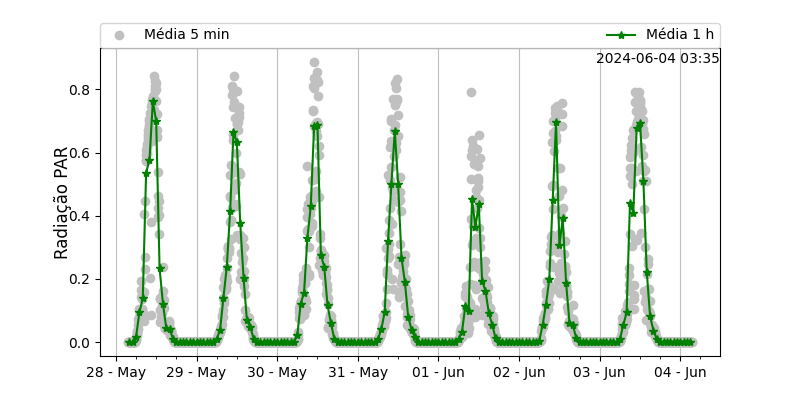 Média 5 min
Média 1 h
2024-06-04 03:35
Radiação PAR
0.8
0.6
0.4
0.2
0.0
28 - May
29 - May
30 - May
31 - May
01 - Jun
02 - Jun
03 - Jun
04 - Jun